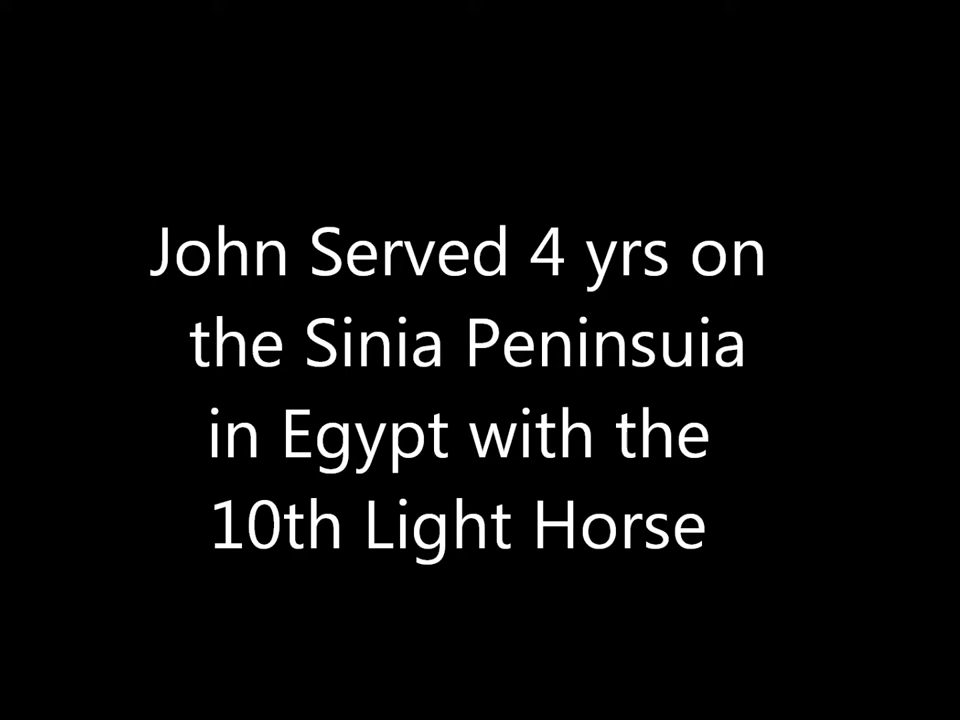 John Served 4 yrs on
the Sinia Peninsuia
in Egypt with the
10th Light Horse